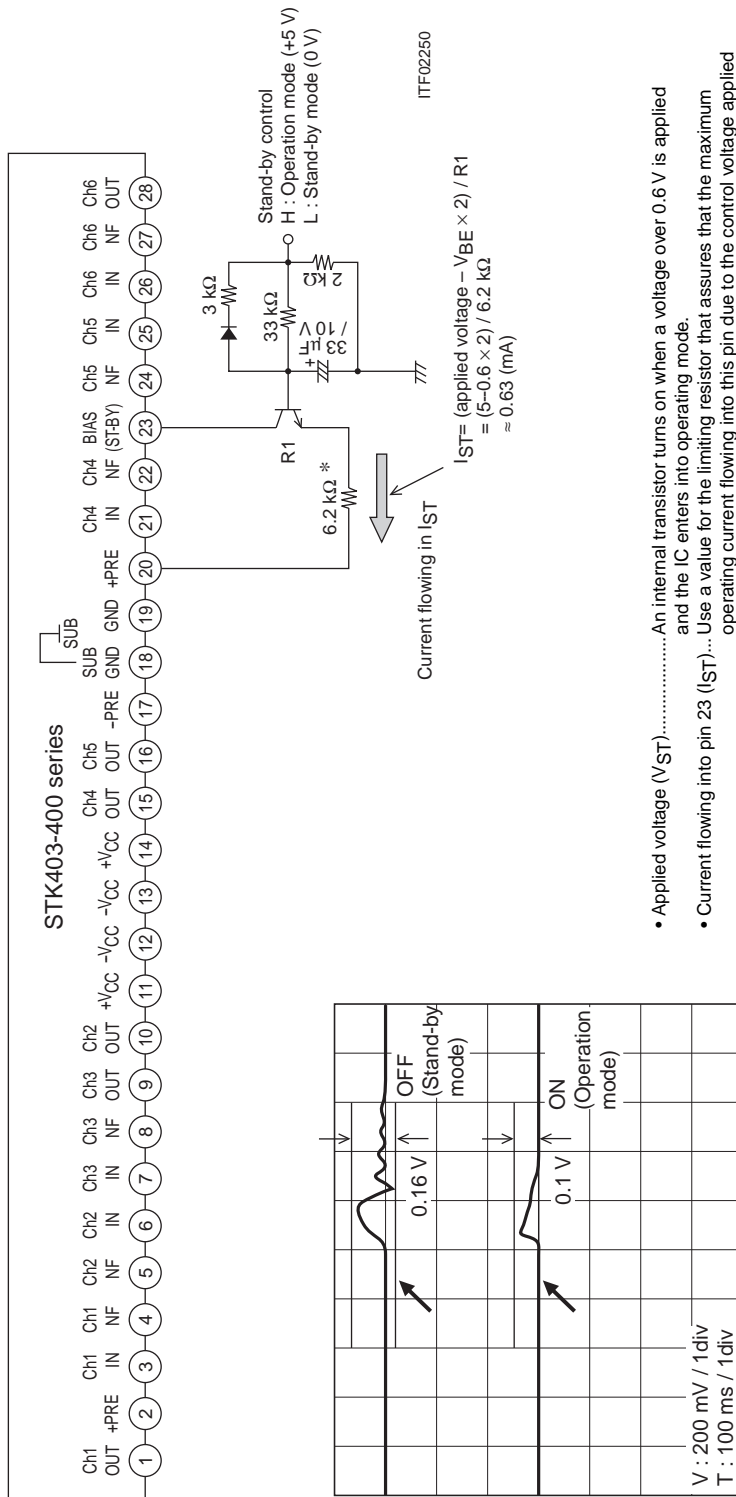 STK403-400 series
SUB
Ch1 OUT
+PRE
Ch1 IN
Ch1 NF
Ch2 NF
Ch2 IN
Ch3 IN
Ch3 NF
Ch3 OUT
Ch2 OUT
+VCC
-VCC
-VCC
+VCC
Ch4 OUT
Ch5 OUT
-PRE
SUB GND
GND
+PRE
Ch4 IN
Ch4 NF
BIAS (ST-BY)
Ch5 NF
Ch5 IN
Ch6 IN
Ch6 NF
Ch6 OUT
1 2 3 4 5 6 7 8 9 10 11 12 13 14 15 16 17 18 19 20 21 22 23 24 25 26 27 28
Stand-by control
H : Operation mode (+5 V)
L : Stand-by mode (0 V)
3 kΩ
33 kΩ
2 kΩ
33 µF
/ 10 V
+
R1
6.2 kΩ *
Current flowing in IST
IST= (applied voltage – VBE × 2) / R1
= (5--0.6 × 2) / 6.2 kΩ
≈ 0.63 (mA)
ITF02250
OFF
(Stand-by
mode)
0.16 V
ON
(Operation
mode)
0.1 V
V : 200 mV / 1div
T : 100 ms / 1div
• Applied voltage (VST)....................An internal transistor turns on when a voltage over 0.6 V is applied
and the IC enters into operating mode.
• Current flowing into pin 23 (IST)... Use a value for the limiting resistor that assures that the maximum
operating current flowing into this pin due to the control voltage applied